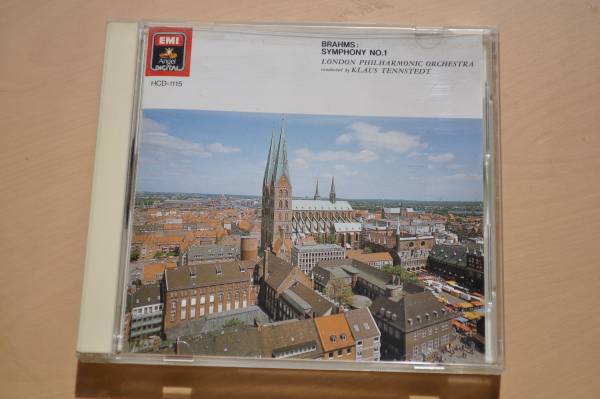 EMI
Angel
DIGITAL
HCD-1115
BRAHMS:
SYMPHONY NO.1
LONDON PHILHARMONIC ORCHESTRA
conducted by KLAUS TENNSTEDT